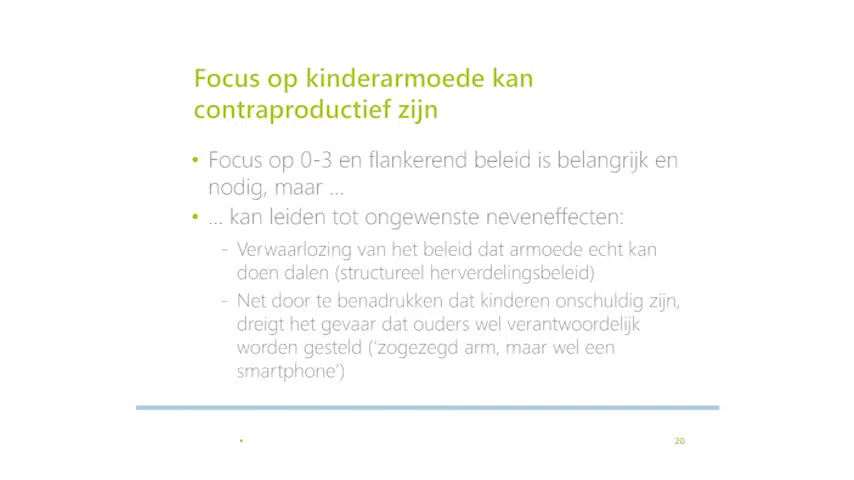 Focus op kinderarmoede kan
contraproductief zijn
• Focus op 0-3 en flankerend beleid is belangrijk en
nodig, maar ...
• ... kan leiden tot ongewenste neveneffecten:
- Verwaarlozing van het beleid dat armoede echt kan
doen dalen (structureel herverdelingsbeleid)
- Net door te benadrukken dat kinderen onschuldig zijn,
dreigt het gevaar dat ouders wel verantwoordelijk
worden gesteld (‘zogezegd arm, maar wel een
smartphone’)
• 20